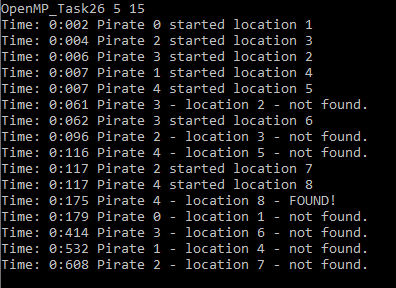 OpenMP_Task26 5 15
Time: 0:002 Pirate 0 started location 1
Time: 0:004 Pirate 2 started location 3
Time: 0:006 Pirate 3 started location 2
Time: 0:007 Pirate 1 started location 4
Time: 0:007 Pirate 4 started location 5
Time: 0:061 Pirate 3 - location 2 - not found.
Time: 0:062 Pirate 3 started location 6
Time: 0:096 Pirate 2 - location 3 - not found.
Time: 0:116 Pirate 4 - location 5 - not found.
Time: 0:117 Pirate 2 started location 7
Time: 0:117 Pirate 4 started location 8
Time: 0:175 Pirate 4 - location 8 - FOUND!
Time: 0:179 Pirate 0 - location 1 - not found.
Time: 0:414 Pirate 3 - location 6 - not found.
Time: 0:532 Pirate 1 - location 4 - not found.
Time: 0:608 Pirate 2 - location 7 - not found.